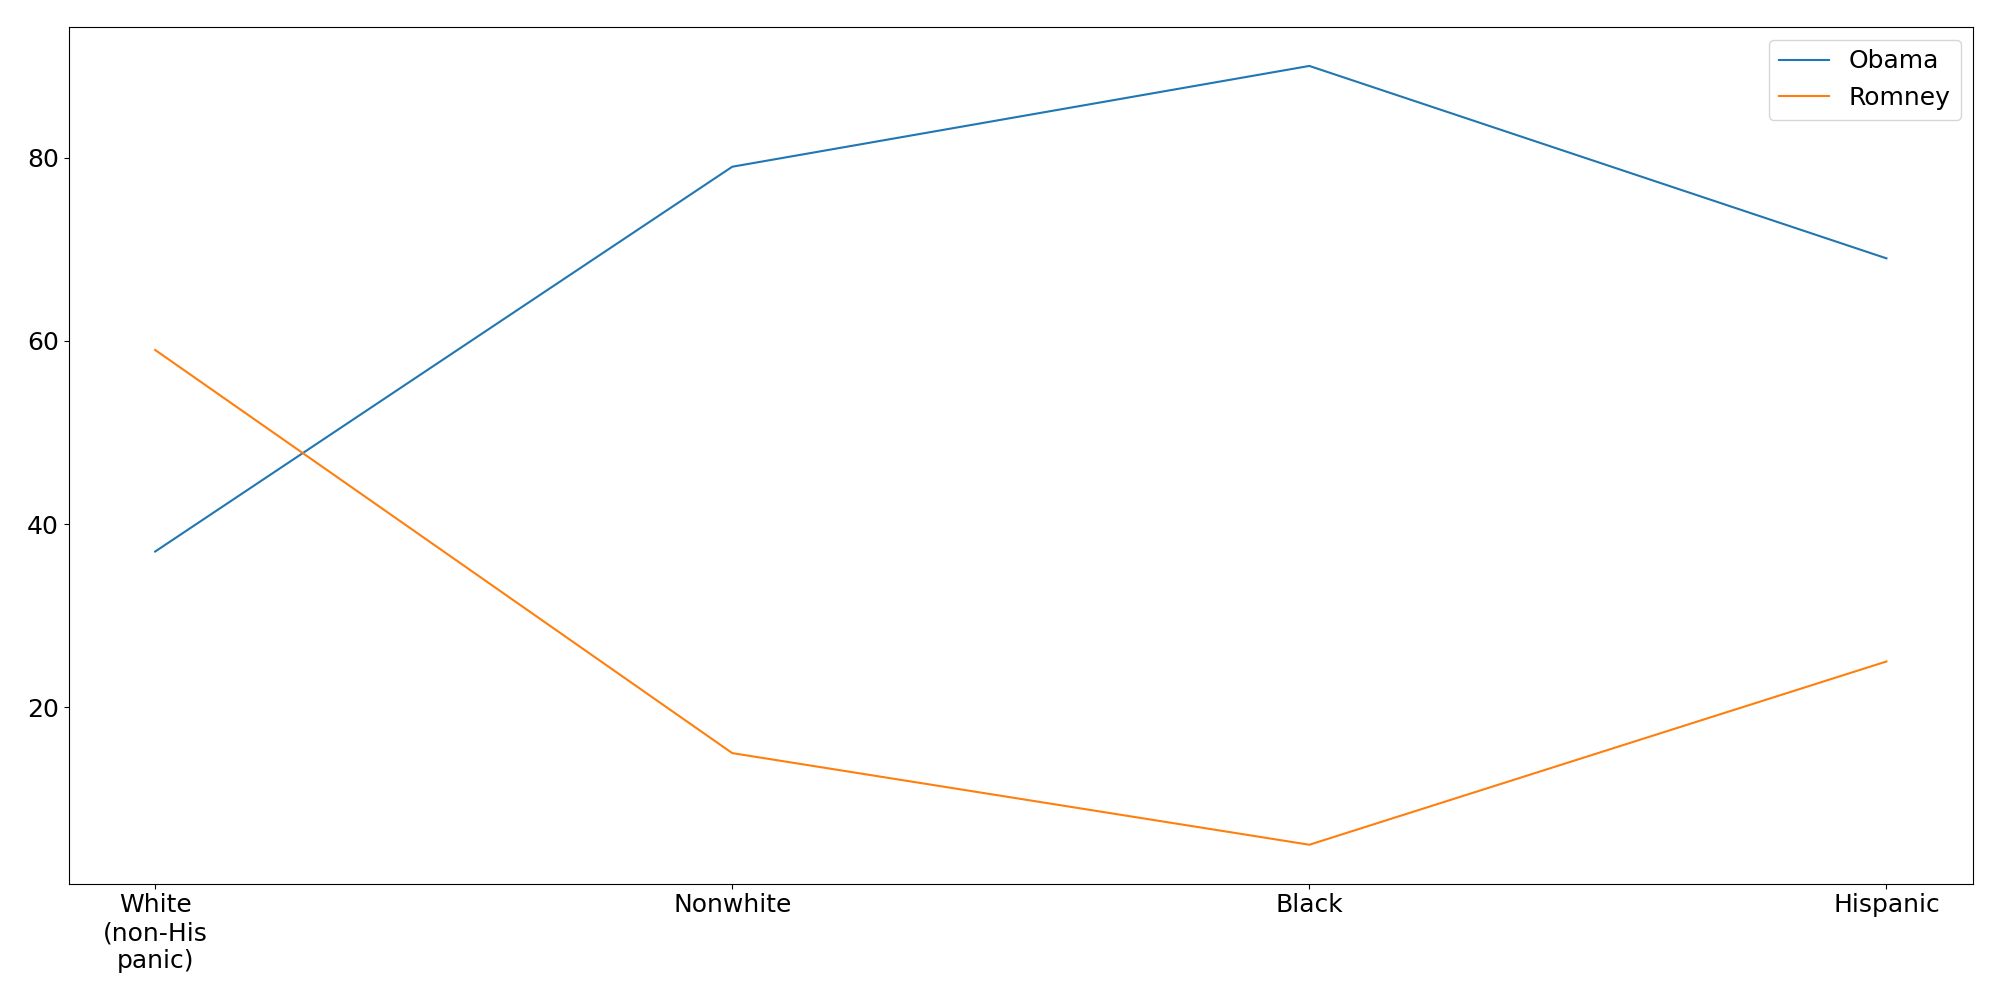 Obama
Romney
80
60
40
20
White
(non-His
panic)
Nonwhite
Black
Hispanic